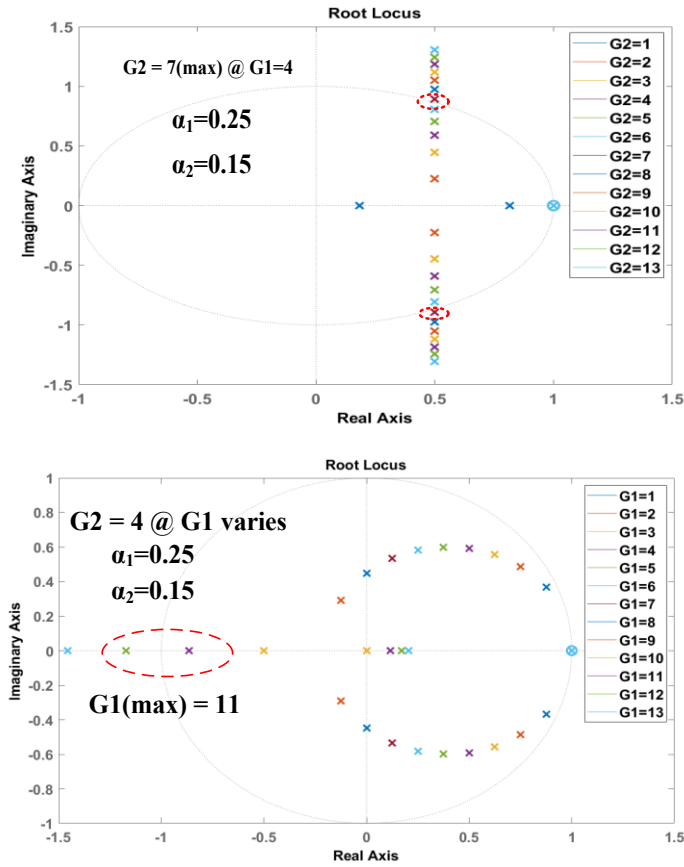 Root Locus
G2 = 7(max) @ G1=4
α₁=0.25
α₂=0.15
1.5
1
0.5
0
-0.5
-1
-1.5
Imaginary Axis
-1
-0.5
0
0.5
1
1.5
Real Axis
G2=1
G2=2
G2=3
G2=4
G2=5
G2=6
G2=7
G2=8
G2=9
G2=10
G2=11
G2=12
G2=13
Root Locus
G2 = 4 @ G1 varies
α₁=0.25
α₂=0.15
G1(max) = 11
1
0.8
0.6
0.4
0.2
0
-0.2
-0.4
-0.6
-0.8
-1
Imaginary Axis
-1.5
-1
-0.5
0
0.5
1
1.5
Real Axis
G1=1
G1=2
G1=3
G1=4
G1=5
G1=6
G1=7
G1=8
G1=9
G1=10
G1=11
G1=12
G1=13